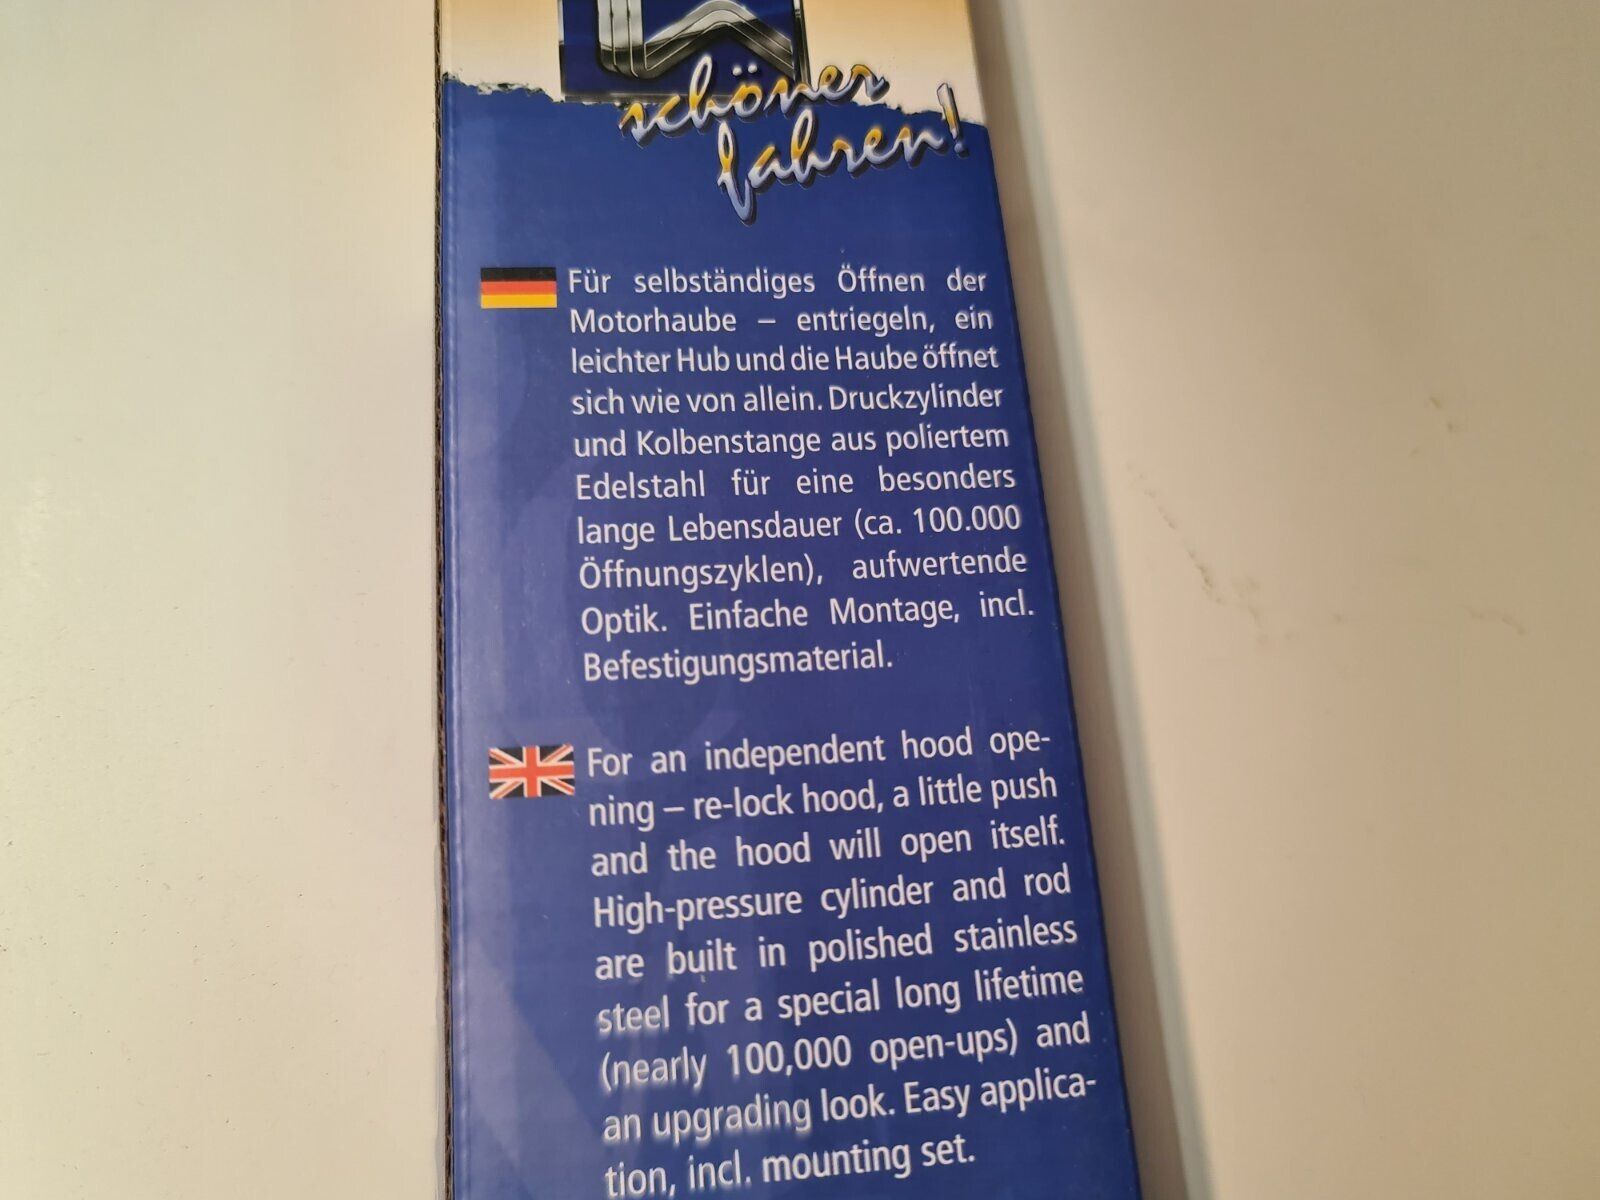 schöner
fahren!
Für selbständiges Öffnen der
Motorhaube – entriegeln, ein
leichter Hub und die Haube öffnet
sich wie von allein. Druckzylinder
und Kolbenstange aus poliertem
Edelstahl für eine besonders
lange Lebensdauer (ca. 100.000
Öffnungszyklen), aufwertende
Optik. Einfache Montage, incl.
Befestigungsmaterial.
For an independent hood ope-
ning – re-lock hood, a little push
and the hood will open itself.
High-pressure cylinder and rod
are built in polished stainless
steel for a special long lifetime
(nearly 100,000 open-ups) and
an upgrading look. Easy applica-
tion, incl. mounting set.